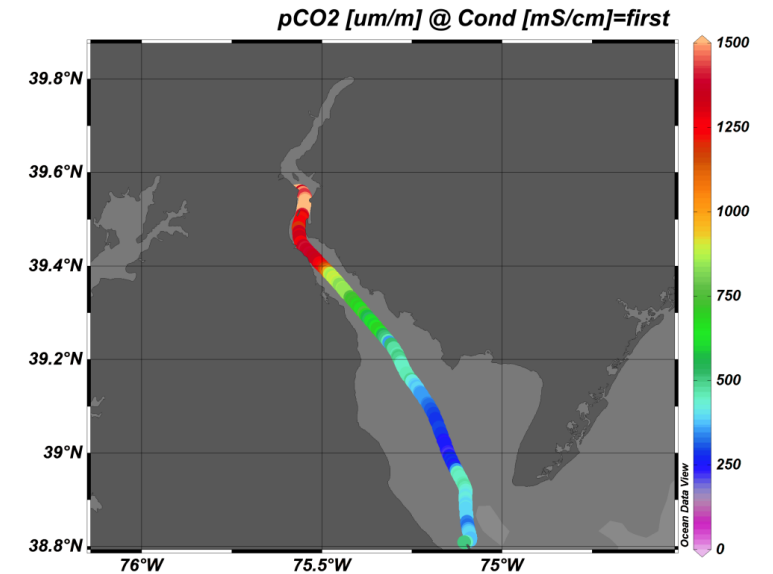 pCO2 [um/m] @ Cond [mS/cm]=first
39.8°N
39.6°N
39.4°N
39.2°N
39°N
38.8°N
76°W
75.5°W
75°W
1500
1250
1000
750
500
250
0
Ocean Data View